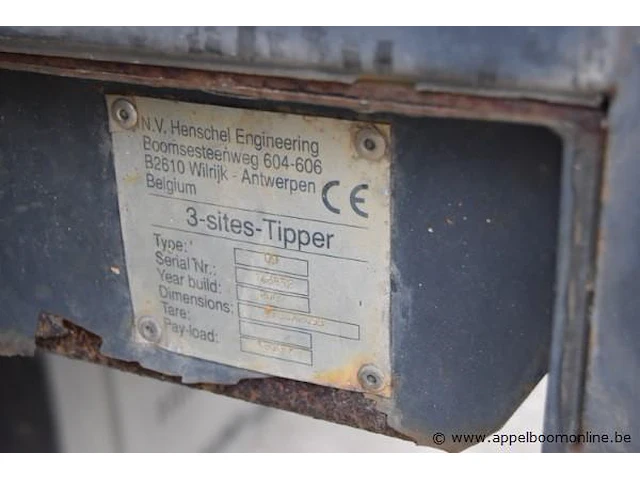 N.V. Henschel Engineering
Boomsesteenweg 604-606
B2610 Wilrijk - Antwerpen
Belgium
CE
3-sites-Tipper
Type:
Serial Nr.:
Year build:
Dimensions:
Tare:
Pay-load:
© www.appelboomonline.be